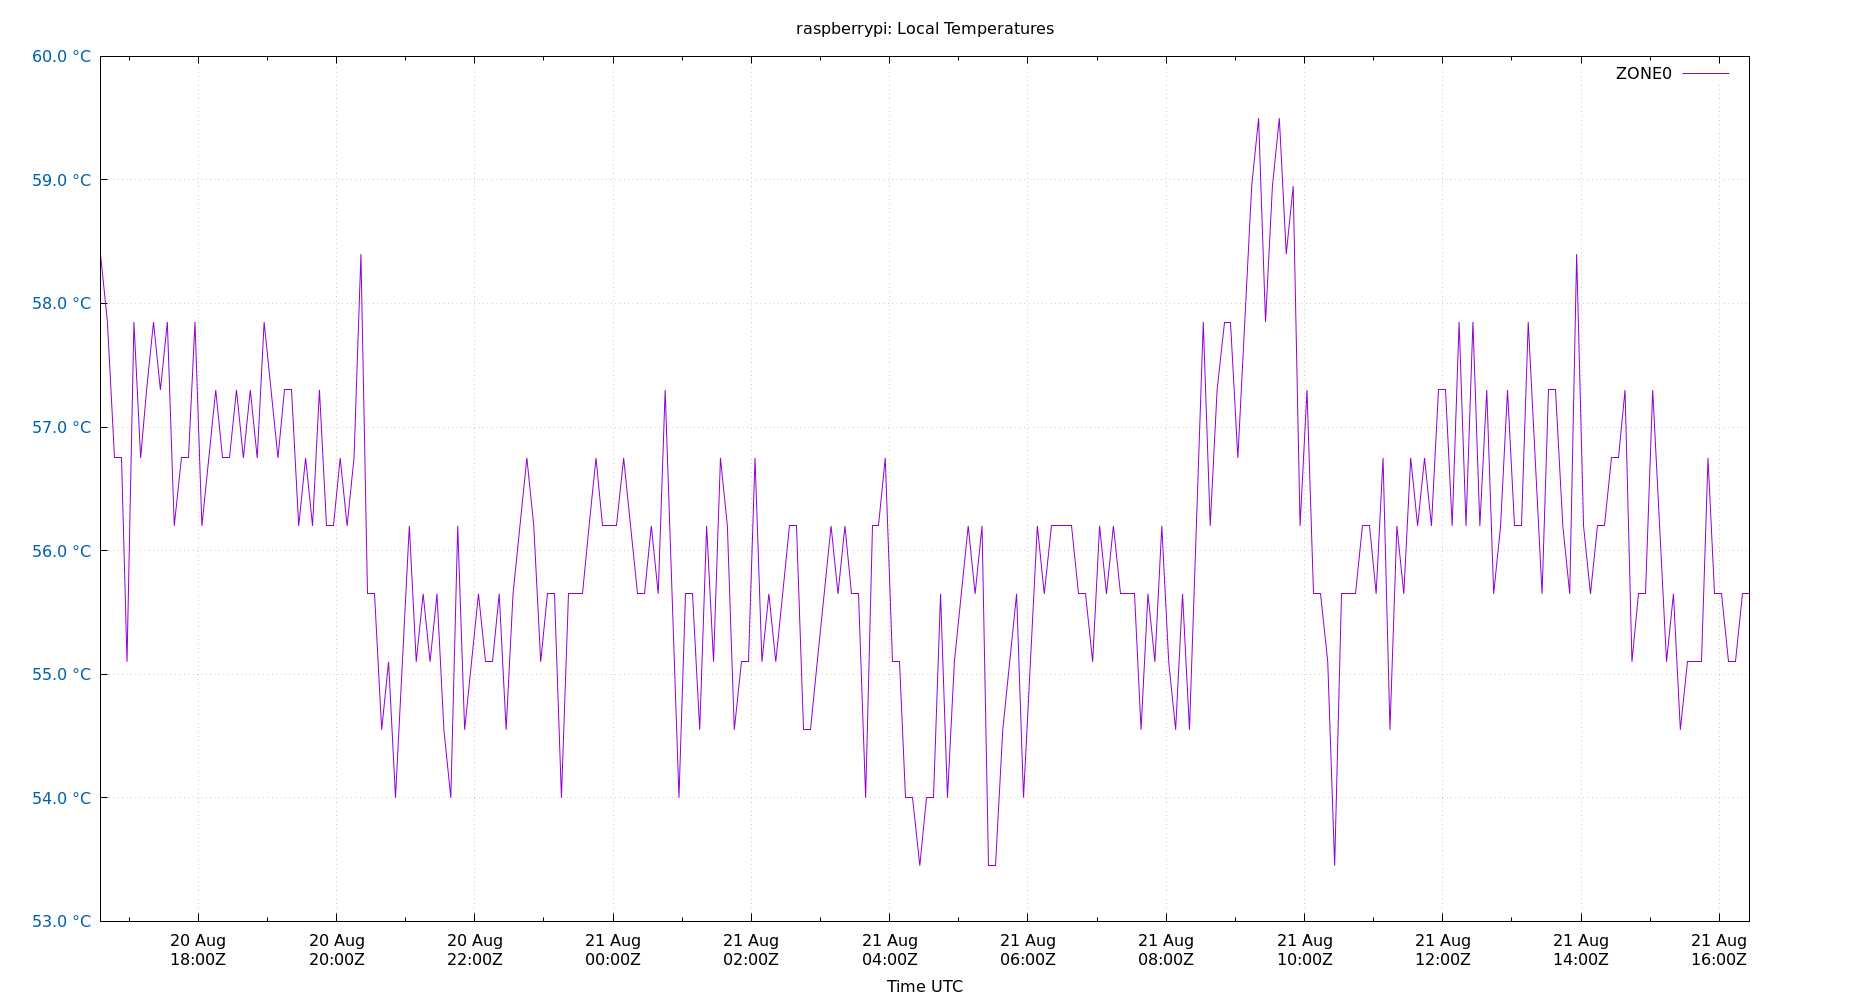 raspberrypi: Local Temperatures
60.0 °C
ZONE0
59.0 °C
58.0 °C
57.0 °C
56.0 °C
55.0 °C
54.0 °C
53.0 °C
20 Aug 20 Aug 20 Aug 21 Aug 21 Aug 21 Aug 21 Aug 21 Aug 21 Aug 21 Aug 21 Aug 21 Aug
18:00Z 20:00Z 22:00Z 00:00Z 02:00Z 04:00Z 06:00Z 08:00Z 10:00Z 12:00Z 14:00Z 16:00Z
Time UTC